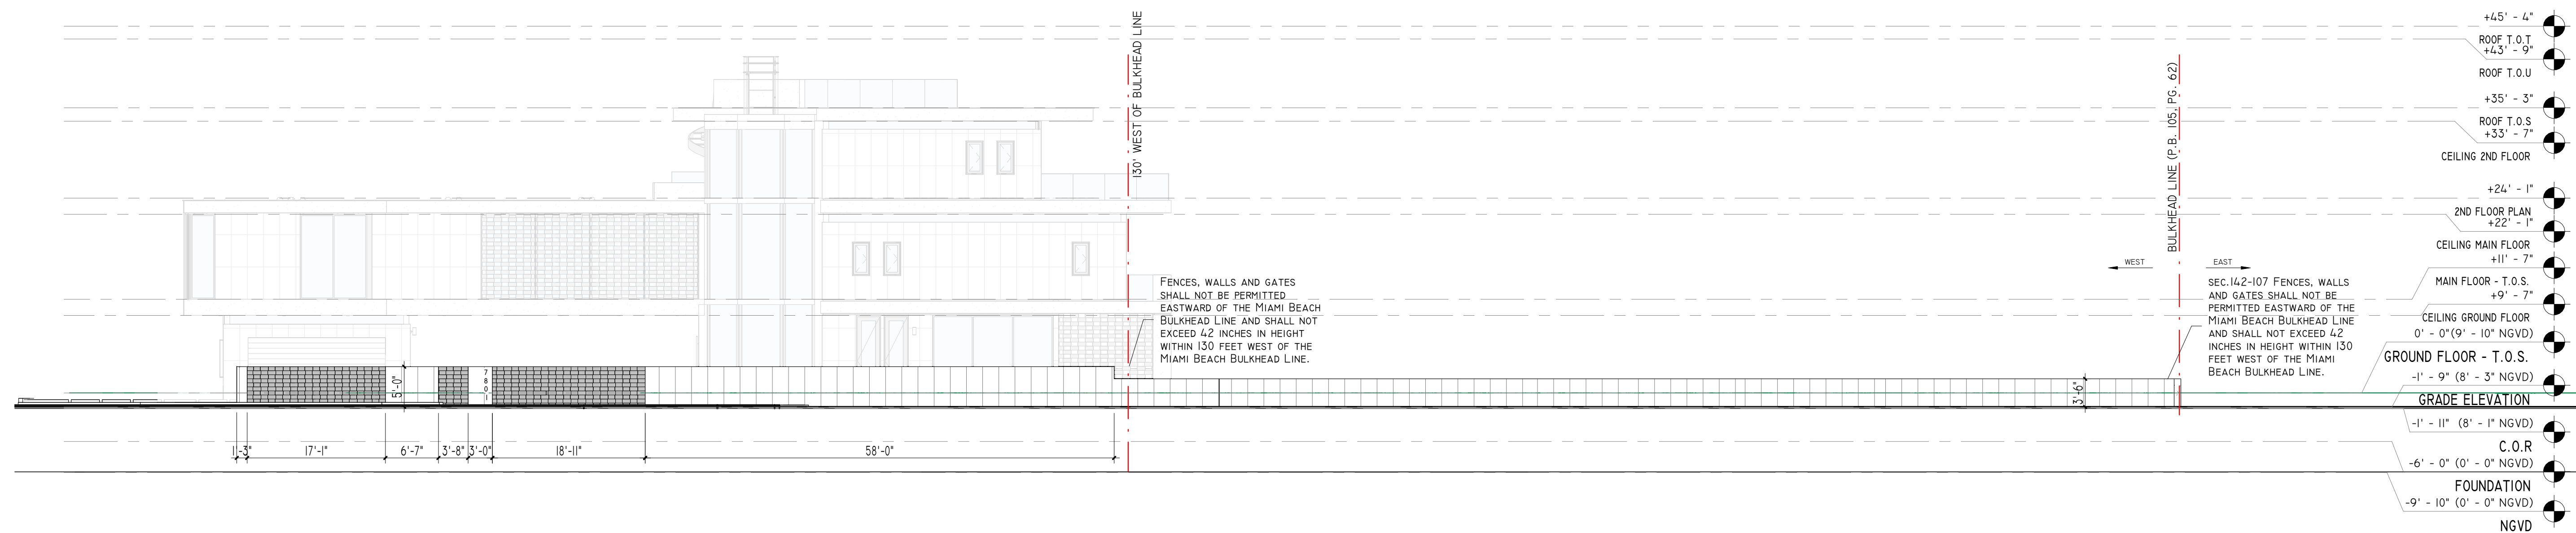 130' WEST OF BULKHEAD LINE
BULKHEAD LINE (P.B. 105, PG. 62)
WEST
EAST
FENCES, WALLS AND GATES
SHALL NOT BE PERMITTED
EASTWARD OF THE MIAMI BEACH
BULKHEAD LINE AND SHALL NOT
EXCEED 42 INCHES IN HEIGHT
WITHIN 130 FEET WEST OF THE
MIAMI BEACH BULKHEAD LINE.
SEC.142-107 FENCES, WALLS
AND GATES SHALL NOT BE
PERMITTED EASTWARD OF THE
MIAMI BEACH BULKHEAD LINE
AND SHALL NOT EXCEED 42
INCHES IN HEIGHT WITHIN 130
FEET WEST OF THE MIAMI
BEACH BULKHEAD LINE.
5'-0"
7
8
0
1
3'-6"
1'-3"
17'-1"
6'-7"
3'-8"
3'-0"
18'-11"
58'-0"
+45' - 4"
ROOF T.O.T
+43' - 9"
ROOF T.O.U
+35' - 3"
ROOF T.O.S
+33' - 7"
CEILING 2ND FLOOR
+24' - 1"
2ND FLOOR PLAN
+22' - 1"
CEILING MAIN FLOOR
+11' - 7"
MAIN FLOOR - T.O.S.
+9' - 7"
CEILING GROUND FLOOR
0' - 0"(9' - 10" NGVD)
GROUND FLOOR - T.O.S.
-1' - 9" (8' - 3" NGVD)
GRADE ELEVATION
-1' - 11" (8' - 1" NGVD)
C.O.R
-6' - 0" (0' - 0" NGVD)
FOUNDATION
-9' - 10" (0' - 0" NGVD)
NGVD